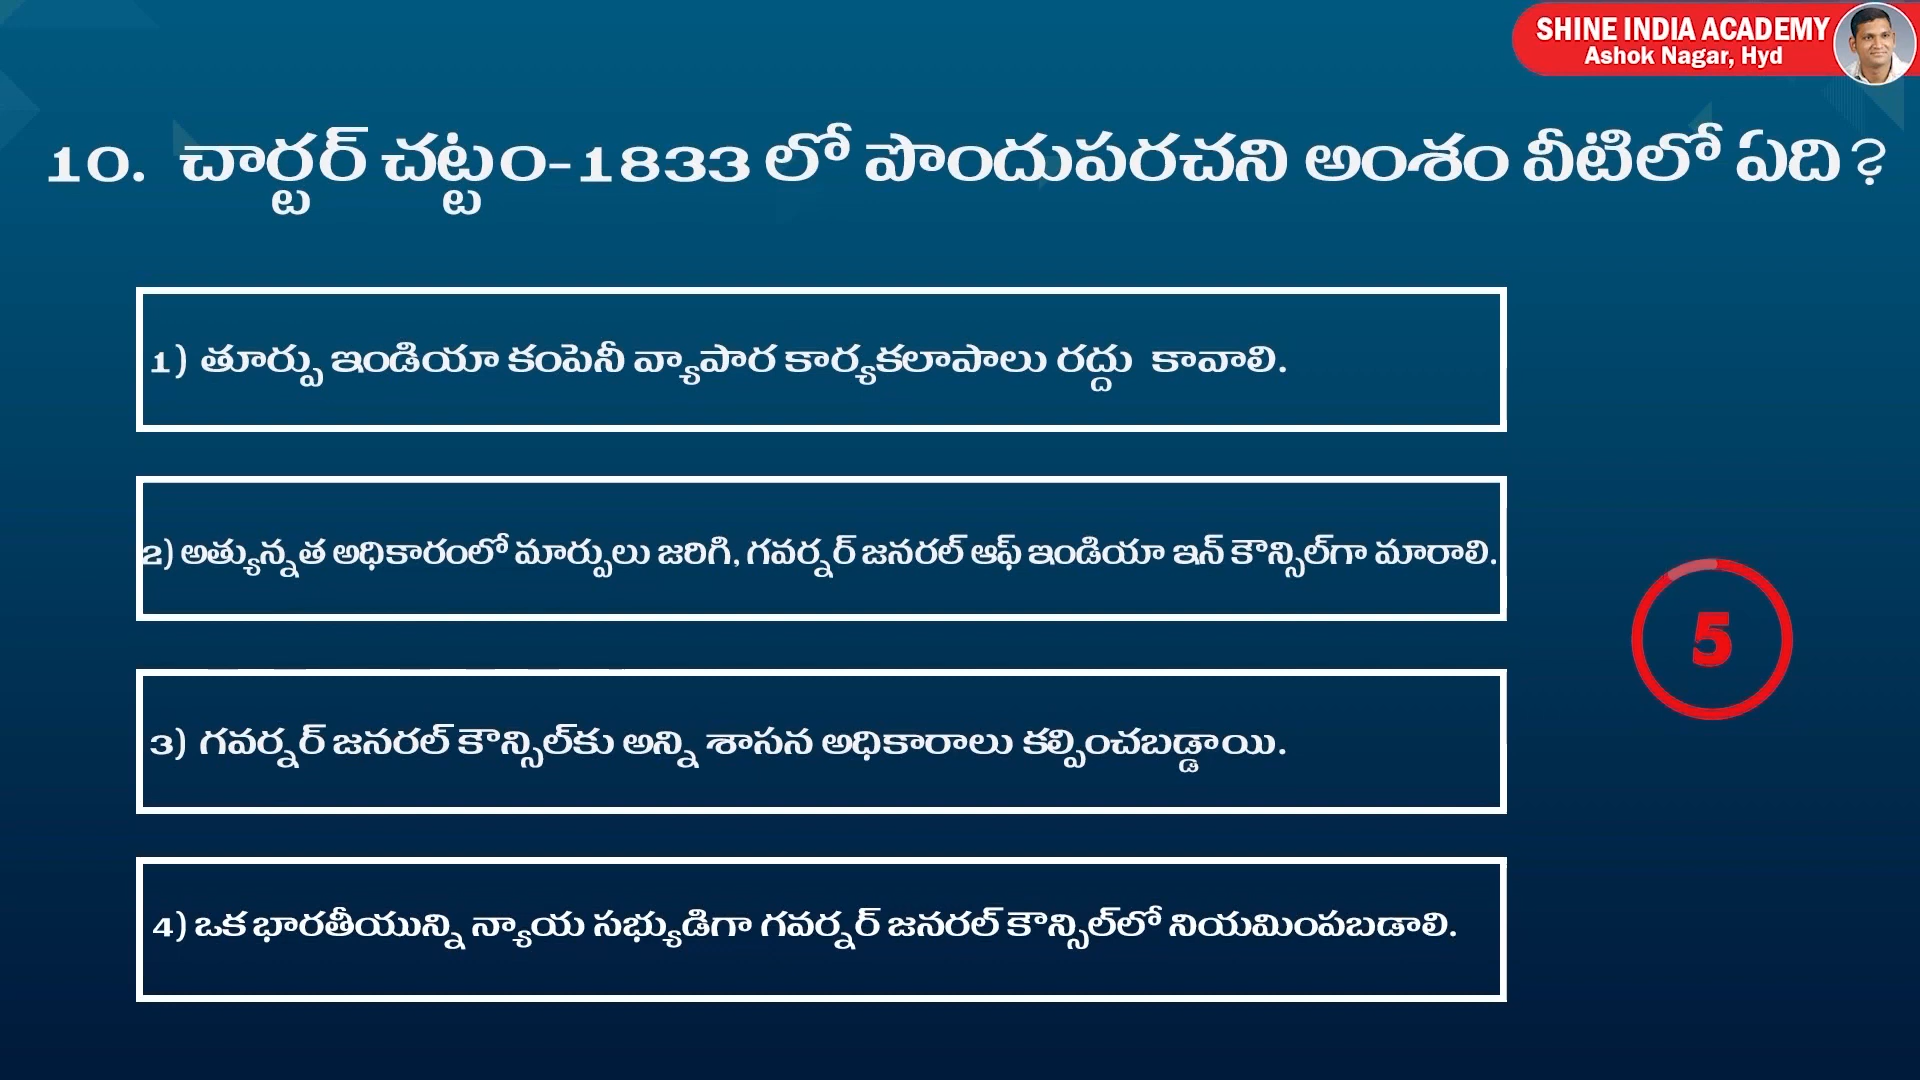 SHINE INDIA ACADEMY
Ashok Nagar, Hyd
10. చార్టర్ చట్టం-1833 లో పొందుపరచని అంశం వీటిలో ఏది?
1) తూర్పు ఇండియా కంపెనీ వ్యాపార కార్యకలాపాలు రద్దు కావాలి.
2) అత్యున్నత అధికారంలో మార్పులు జరిగి, గవర్నర్ జనరల్ ఆఫ్ ఇండియా ఇన్ కౌన్సిల్‌గా మారాలి.
5
3) గవర్నర్ జనరల్ కౌన్సిల్‌కు అన్ని శాసన అధికారాలు కల్పించబడ్డాయి.
4) ఒక భారతీయున్ని న్యాయ సభ్యుడిగా గవర్నర్ జనరల్ కౌన్సిల్‌లో నియమింపబడాలి.